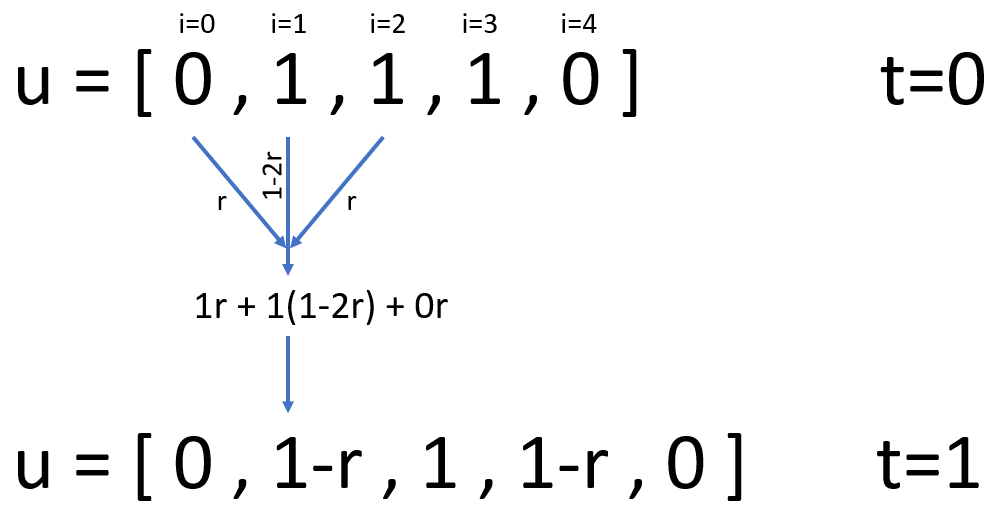 i=0 i=1 i=2 i=3 i=4
u = [ 0 , 1 , 1 , 1 , 0 ] t=0
r 1-2r r
1r + 1(1-2r) + 0r
u = [ 0 , 1-r , 1 , 1-r , 0 ] t=1